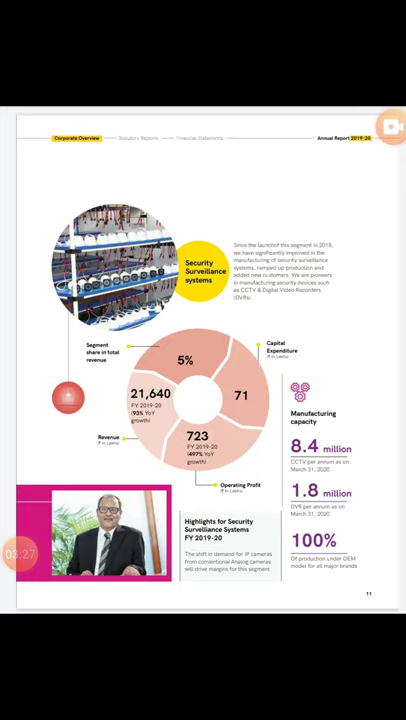 Corporate Overview
Statutory Reports
Financial Statements
Annual Report 2019-20
Security
Surveillance
systems
Since the launchof this segment in 2018,
we have significantly improved in the
manufacturing of security surveillance
systems, ramped up production and
added new customers. We are pioneers
in manufacturing security devices such
as CCTV & Digital Video Recorders
(DVRs).
Segment
share in total
revenue
5%
Capital
Expenditure
₹ in Lakhs
71
21,640
FY 2019-20
(93% YoY
growth)
Revenue
₹ in Lakhs
723
FY 2019-20
(497% YoY
growth)
Operating Profit
₹ in Lakhs
Manufacturing
capacity
8.4 million
CCTV per annum as on
March 31, 2020
1.8 million
DVR per annum as on
March 31, 2020
100%
Of production under OEM
model for all major brands
Highlights for Security
Surveillance Systems
FY 2019-20
The shift in demand for IP cameras
from conventional Analog cameras
will drive margins for this segment
03:27
11